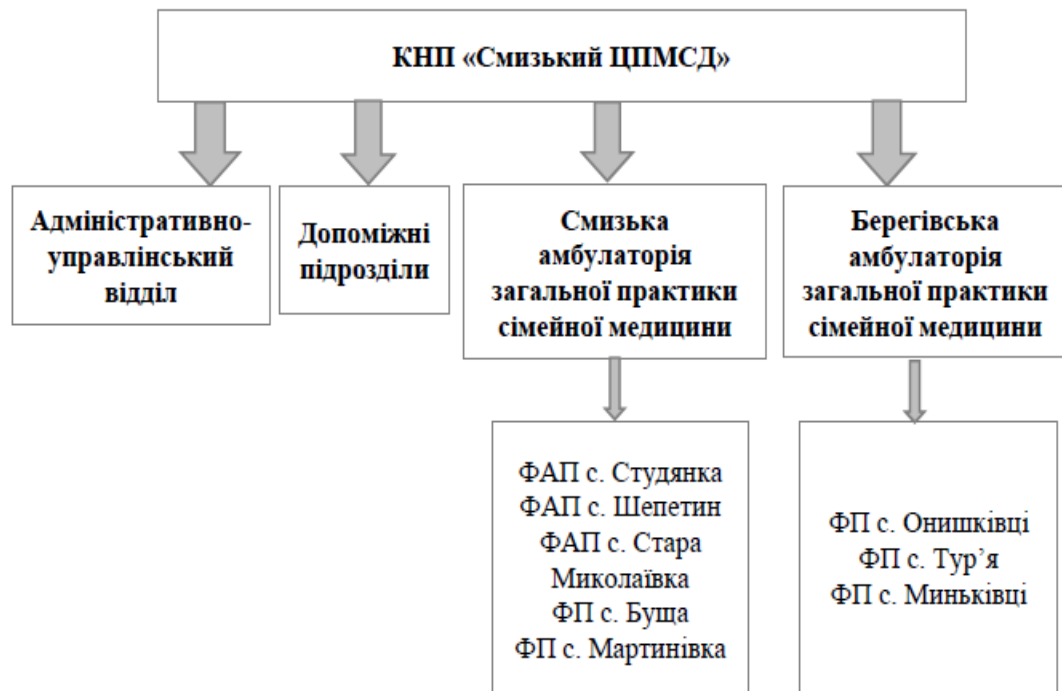 КНП «Смизький ЦПМСД»
Адміністративно-
управлінський
відділ
Допоміжні
підрозділи
Смизька
амбулаторія
загальної практики
сімейної медицини
Берегівська
амбулаторія
загальної практики
сімейної медицини
ФАП с. Студянка
ФАП с. Шепетин
ФАП с. Стара
Миколаївка
ФП с. Буща
ФП с. Мартинівка
ФП с. Онишківці
ФП с. Тур’я
ФП с. Миньківці